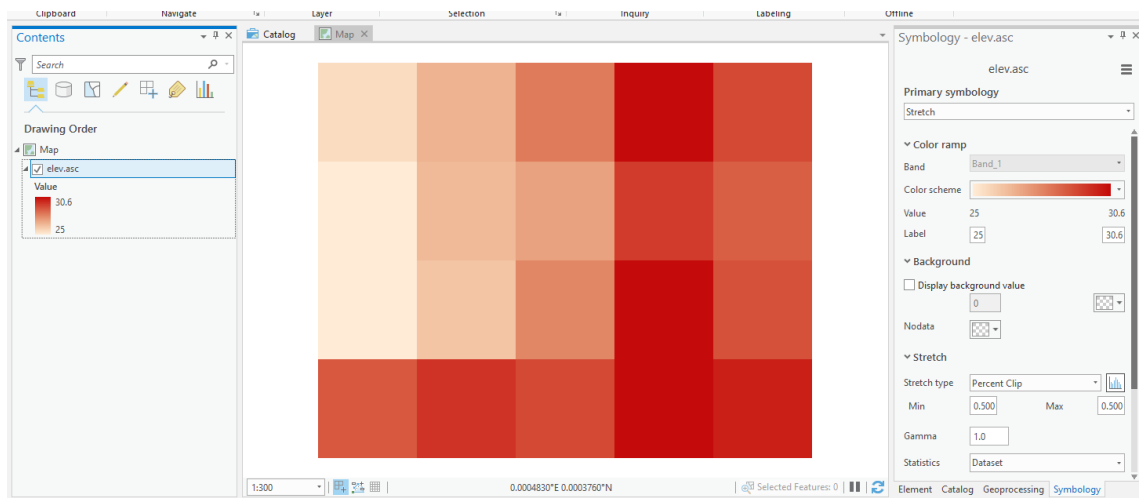 Clipboard Navigate Layer Selection Inquiry Labeling Offline
Contents
Search
Drawing Order
Map
elev.asc
Value
30.6
25
Catalog Map
1:300 0.0004830°E 0.0003760°N Selected Features: 0
Symbology - elev.asc
elev.asc
Primary symbology
Stretch
Color ramp
Band Band_1
Color scheme
Value 25 30.6
Label 25 30.6
Background
Display background value
0
Nodata
Stretch
Stretch type Percent Clip
Min 0.500 Max 0.500
Gamma 1.0
Statistics Dataset
Element Catalog Geoprocessing Symbology